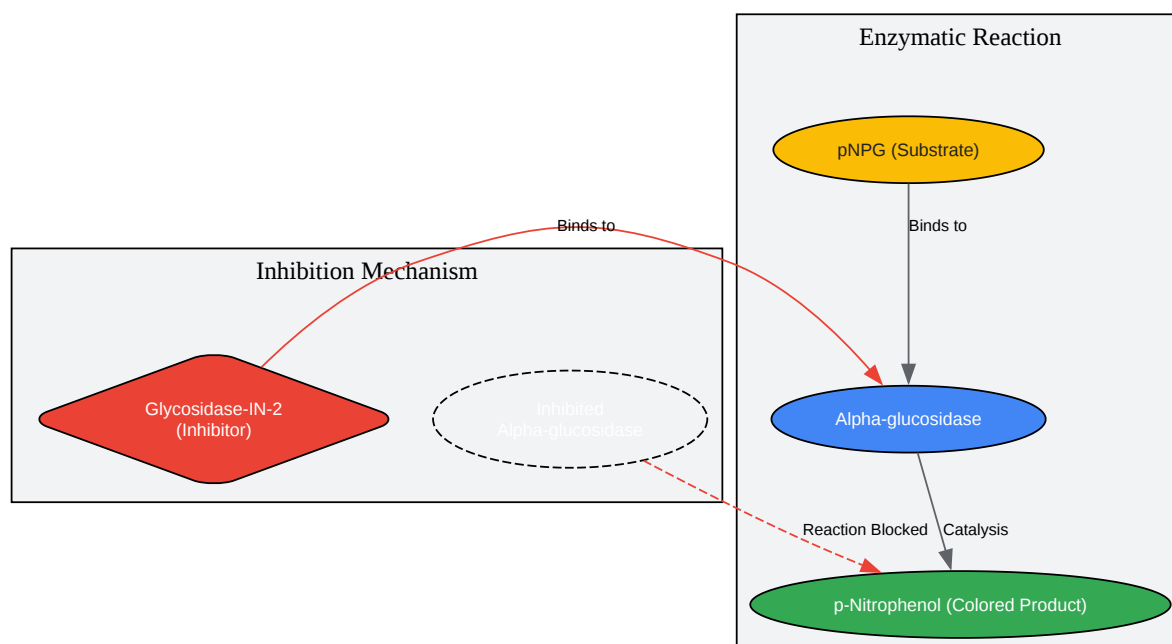 Enzymatic Reaction
pNPG (Substrate)
Binds to
Binds to
Inhibition Mechanism
Glycosidase-IN-2
(Inhibitor)
Inhibited
Alpha-glucosidase
Alpha-glucosidase
Reaction Blocked
Catalysis
p-Nitrophenol (Colored Product)